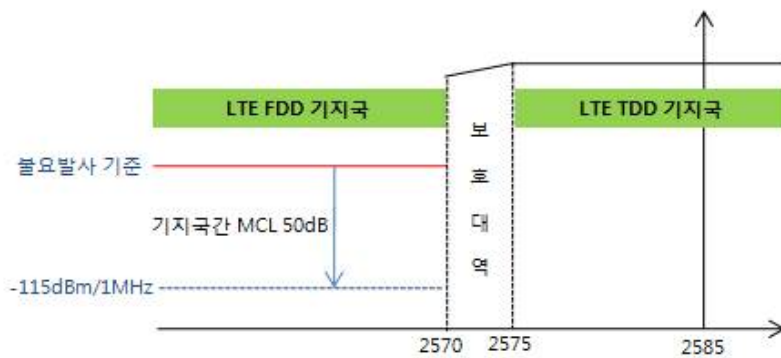 LTE FDD 기지국
LTE TDD 기지국
보
호
대
역
불요발사 기준
기지국간 MCL 50dB
-115dBm/1MHz
2570
2575
2585